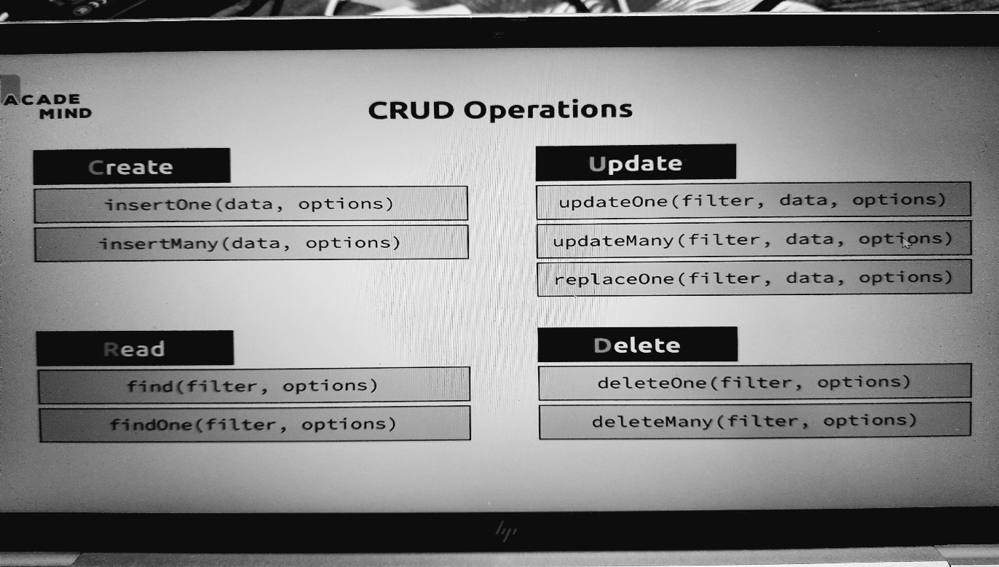 ACADE
MIND
CRUD Operations
Create
insertOne(data, options)
insertMany(data, options)
Update
updateOne(filter, data, options)
updateMany(filter, data, options)
replaceOne(filter, data, options)
Read
find(filter, options)
findOne(filter, options)
Delete
deleteOne(filter, options)
deleteMany(filter, options)
hp